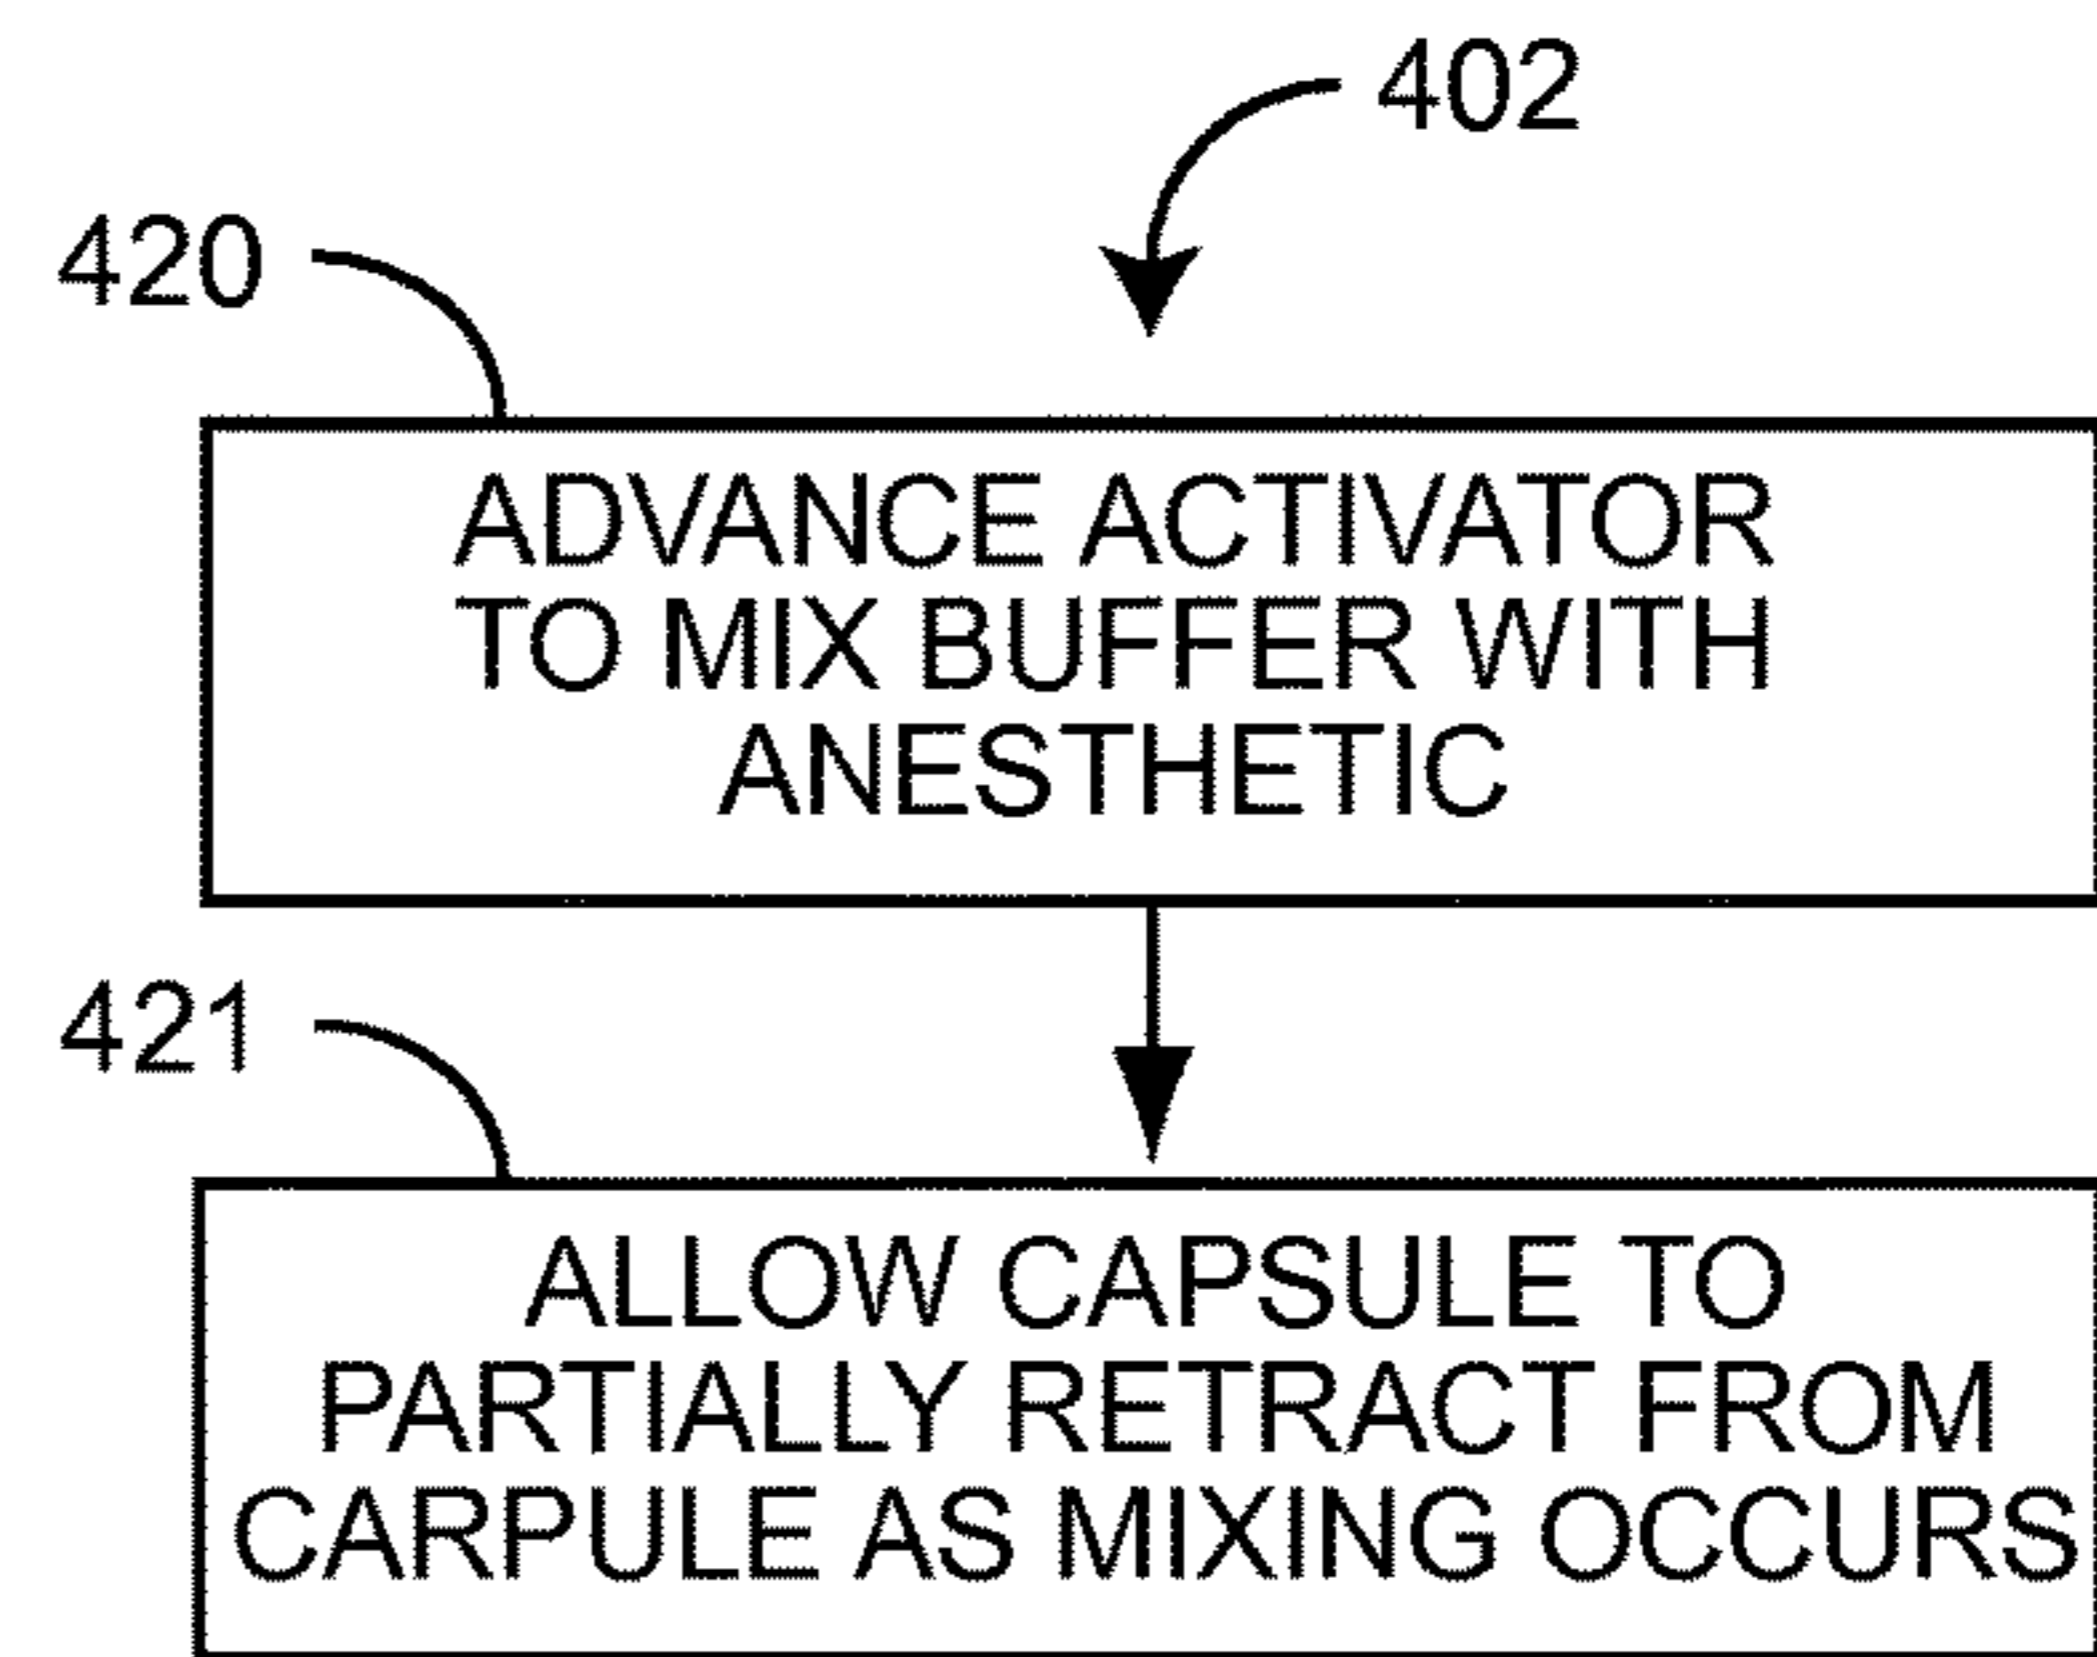 402
420
ADVANCE ACTIVATOR
TO MIX BUFFER WITH
ANESTHETIC
421
ALLOW CAPSULE TO
PARTIALLY RETRACT FROM
CARPULE AS MIXING OCCURS